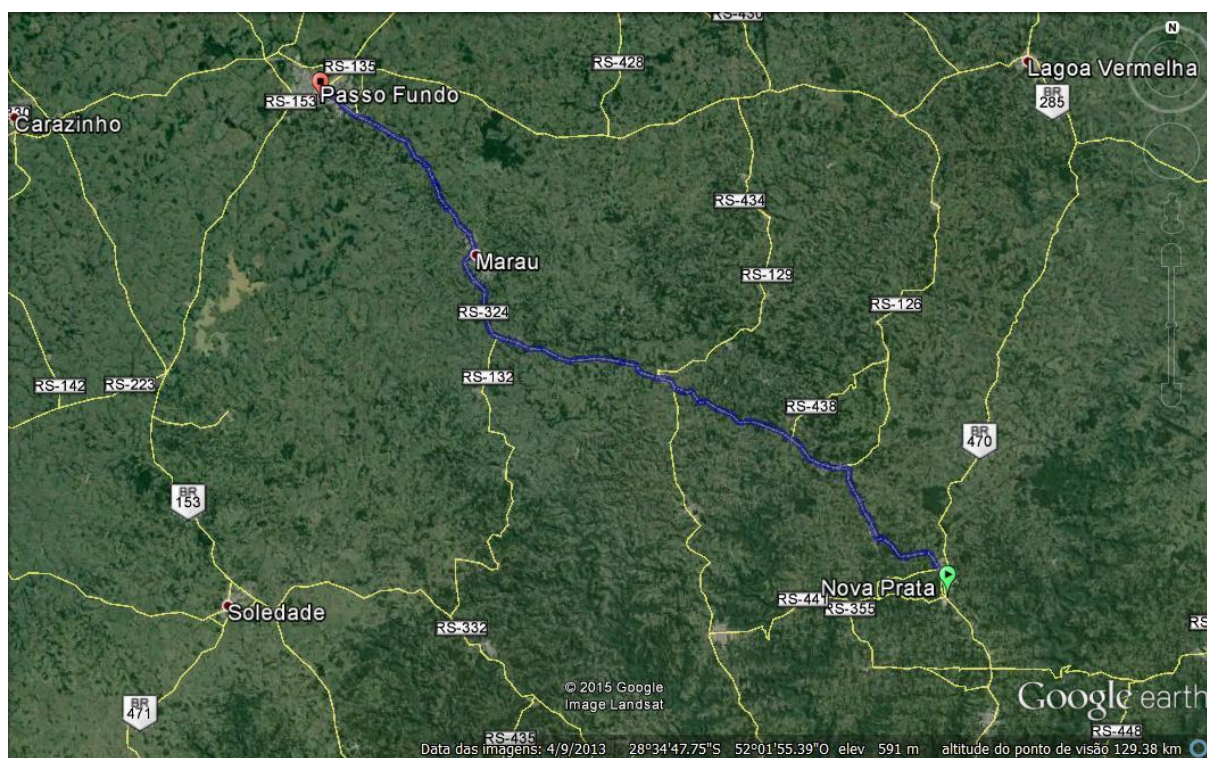 RS-430
N
RS-135
RS-428
Lagoa Vermelha
RS-153
Passo Fundo
BR
285
Carazinho
RS-434
Marau
RS-129
RS-324
RS-126
RS-142
RS-223
RS-132
RS-438
BR
470
BR
153
Nova Prata
RS-441
RS-355
Soledade
RS-332
RS
© 2015 Google
Image Landsat
Google earth
BR
471
RS-435
RS-448
Data das imagens: 4/9/2013 28°34'47.75"S 52°01'55.39"O elev 591 m altitude do ponto de visão 129.38 km